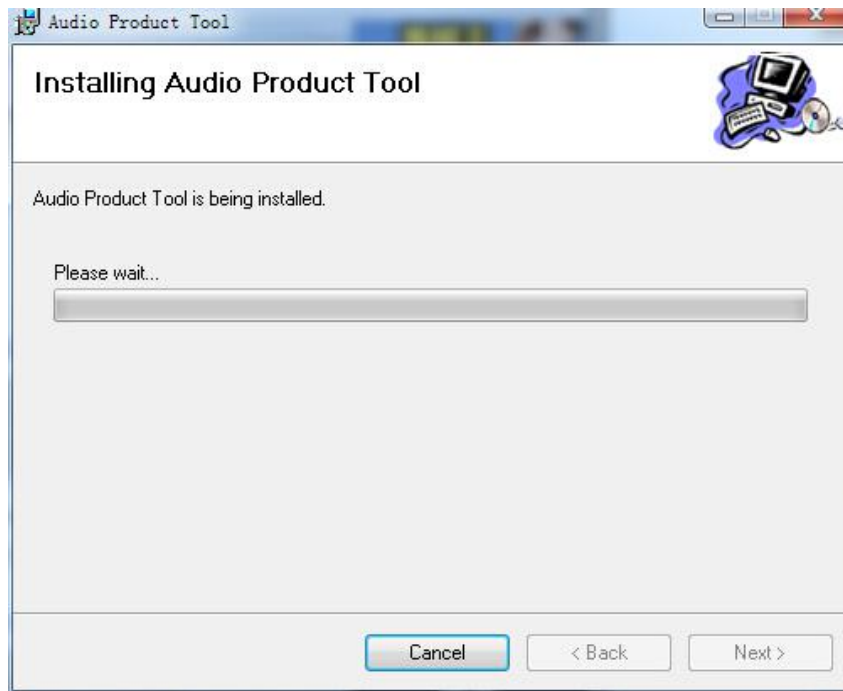 Audio Product Tool
Installing Audio Product Tool
Audio Product Tool is being installed.
Please wait...
Cancel
< Back
Next >